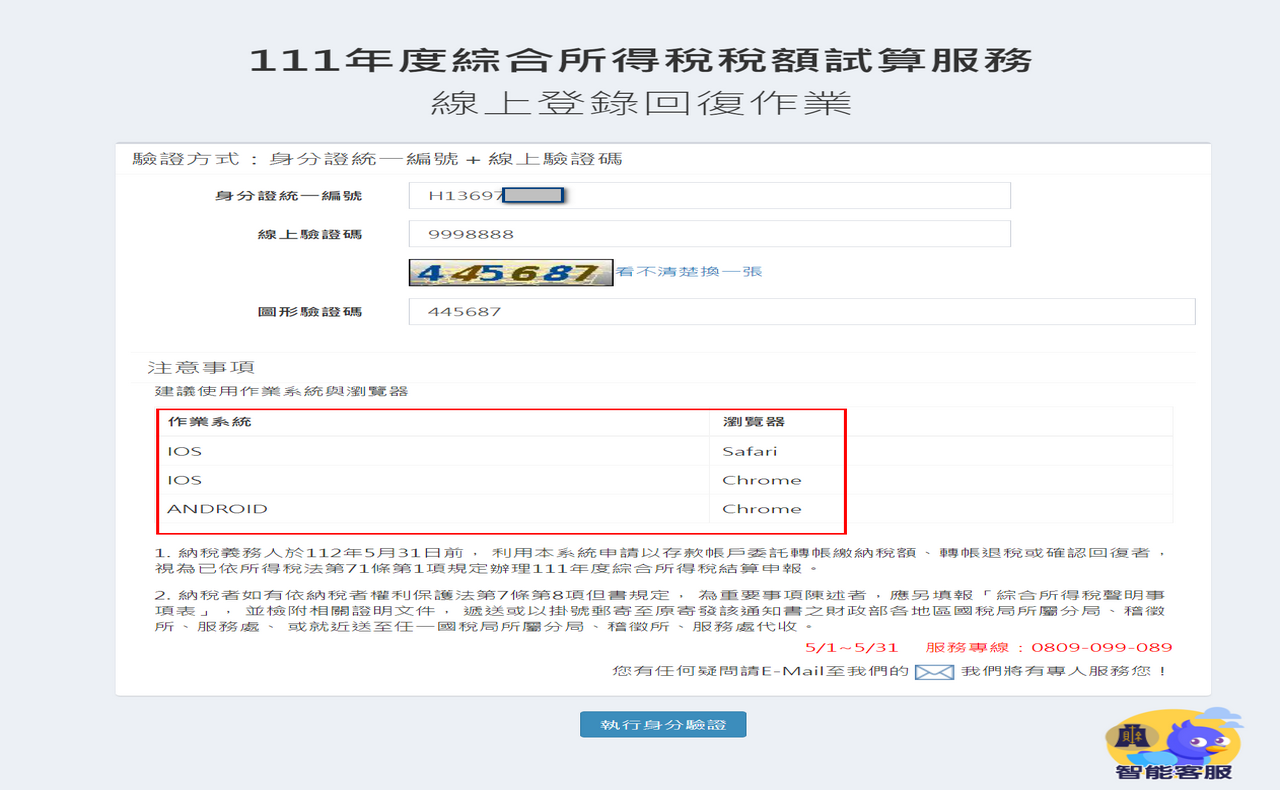 111年度綜合所得稅稅額試算服務
線上登錄回復作業
驗證方式：身分證統一編號 + 線上驗證碼
身分證統一編號 H13697
線上驗證碼 9998888
445687 看不清楚換一張
圖形驗證碼 445687
注意事項
建議使用作業系統與瀏覽器
作業系統 瀏覽器
IOS Safari
IOS Chrome
ANDROID Chrome
1. 納稅義務人於112年5月31日前， 利用本系統申請以存款帳戶委託轉帳繳納稅額、轉帳退稅或確認回復者，
視為已依所得稅法第71條第1項規定辦理111年度綜合所得稅結算申報。
2. 納稅者如有依納稅者權利保護法第7條第8項但書規定， 為重要事項陳述者，應另填報「綜合所得稅聲明事
項表」， 並檢附相關證明文件， 遞送或以掛號郵寄至原寄發該通知書之財政部各地區國稅局所屬分局、稽徵
所、服務處、 或就近送至任一國稅局所屬分局、稽徵所、服務處代收。
5/1~5/31 服務專線：0809-099-089
您有任何疑問請E-Mail至我們的 我們將有專人服務您！
執行身分驗證
智能客服